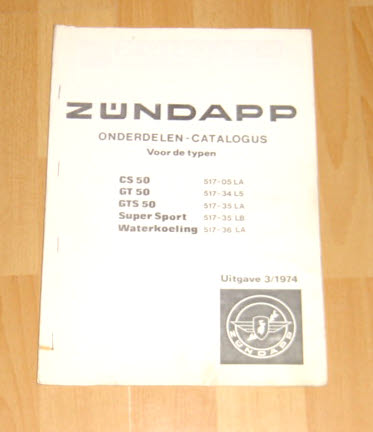 ZÜNDAPP
ONDERDELEN-CATALOGUS
Voor de typen
CS 50 517-05 LA
GT 50 517-34 L5
GTS 50 517-35 LA
Super Sport 517-35 LB
Waterkoeling 517-36 LA
Uitgave 3/1974
ZÜNDAPP